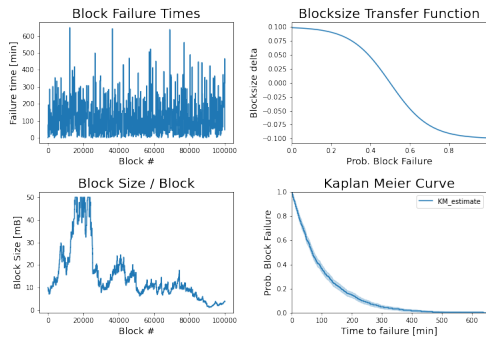 Block Failure Times
Failure time [min]
600
500
400
300
200
100
0
0 20000 40000 60000 80000 100000
Block #
Blocksize Transfer Function
Blocksize delta
0.100
0.075
0.050
0.025
0.000
−0.025
−0.050
−0.075
−0.100
0.0 0.2 0.4 0.6 0.8
Prob. Block Failure
Block Size / Block
Block Size [mB]
50
40
30
20
10
0
0 20000 40000 60000 80000 100000
Block #
Kaplan Meier Curve
Prob. Block Failure
1.0
0.8
0.6
0.4
0.2
0.0
KM_estimate
0 100 200 300 400 500 600
Time to failure [min]